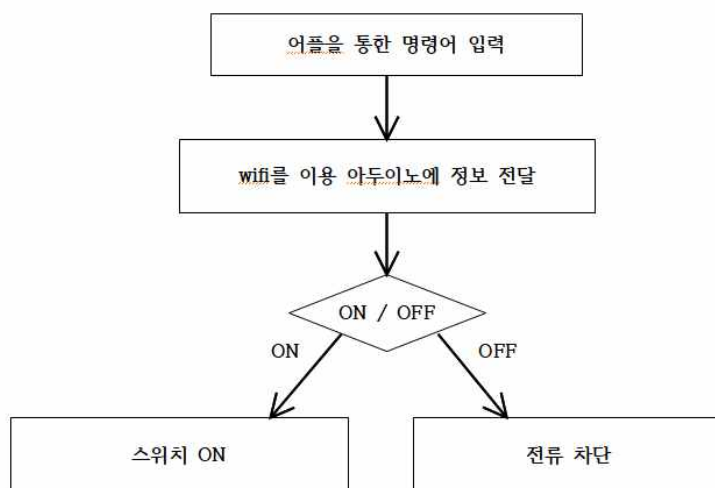 어플을 통한 명령어 입력
wifi를 이용 아두이노에 정보 전달
ON / OFF
ON
OFF
스위치 ON
전류 차단